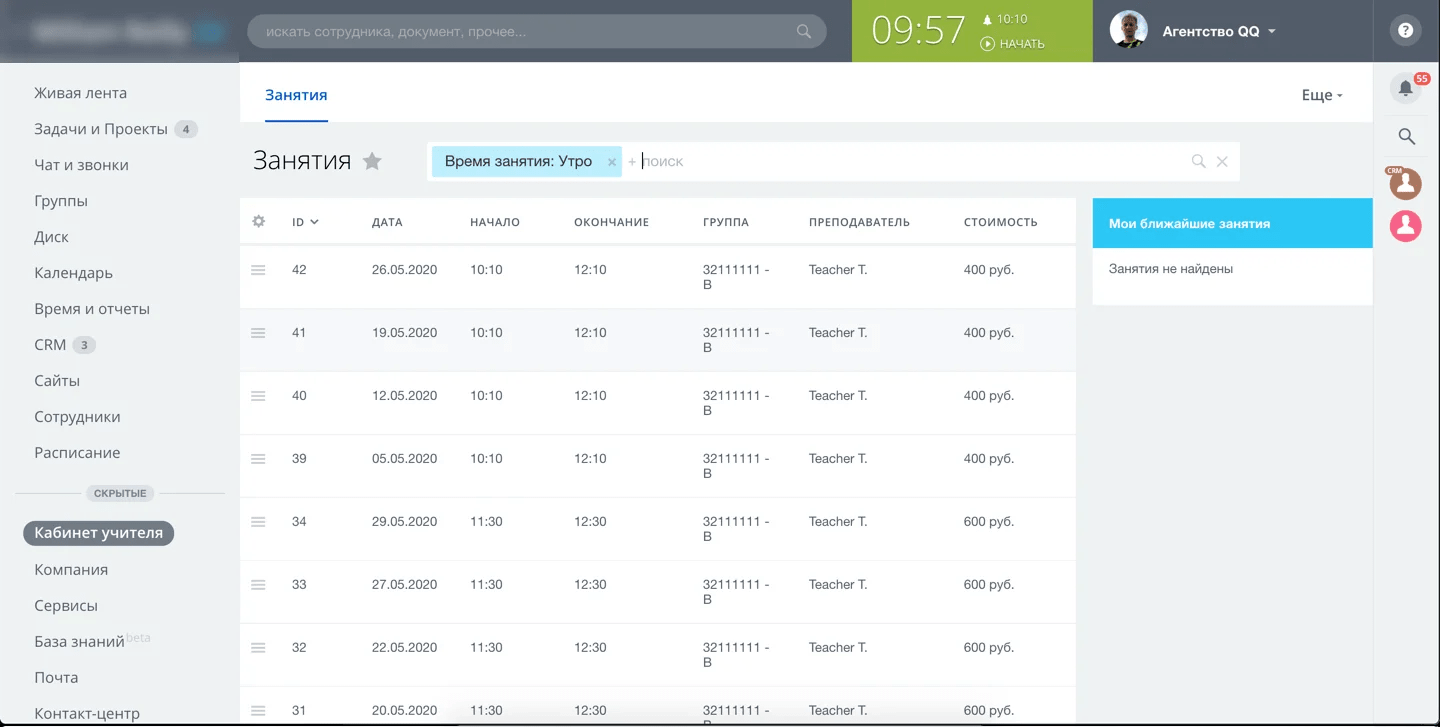 искать сотрудника, документ, прочее...
09:57
10:10
НАЧАТЬ
Агентство QQ
?
55
CRM
Живая лента
Задачи и Проекты 4
Чат и звонки
Группы
Диск
Календарь
Время и отчеты
CRM 3
Сайты
Сотрудники
Расписание
СКРЫТЫЕ
Кабинет учителя
Компания
Сервисы
База знаний beta
Почта
Контакт-центр
Занятия
Еще
Занятия
Время занятия: Утро × + поиск
ID ДАТА НАЧАЛО ОКОНЧАНИЕ ГРУППА ПРЕПОДАВАТЕЛЬ СТОИМОСТЬ
42 26.05.2020 10:10 12:10 32111111 - В Teacher T. 400 руб.
41 19.05.2020 10:10 12:10 32111111 - В Teacher T. 400 руб.
40 12.05.2020 10:10 12:10 32111111 - В Teacher T. 400 руб.
39 05.05.2020 10:10 12:10 32111111 - В Teacher T. 400 руб.
34 29.05.2020 11:30 12:30 32111111 - В Teacher T. 600 руб.
33 27.05.2020 11:30 12:30 32111111 - В Teacher T. 600 руб.
32 22.05.2020 11:30 12:30 32111111 - В Teacher T. 600 руб.
31 20.05.2020 11:30 12:30 32111111 - Teacher T. 600 руб.
Мои ближайшие занятия
Занятия не найдены